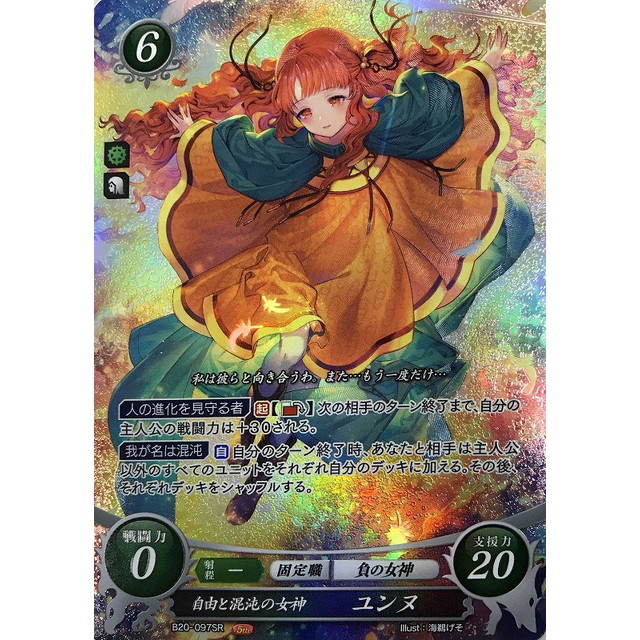 6
私は彼らと向き合うわ。また…もう一度だけ…
人の進化を見守る者 起【】次の相手のターン終了まで、自分の
主人公の戦闘力は＋30される。
我が名は混沌 自 自分のターン終了時、あなたと相手は主人公
以外のすべてのユニットをそれぞれ自分のデッキに加える。その後、
それぞれデッキをシャッフルする。
戦闘力
0
射程 －
固定職
負の女神
支援力
20
自由と混沌の女神 ユンヌ
B20-097SR 5th Illust：海鵜げそ